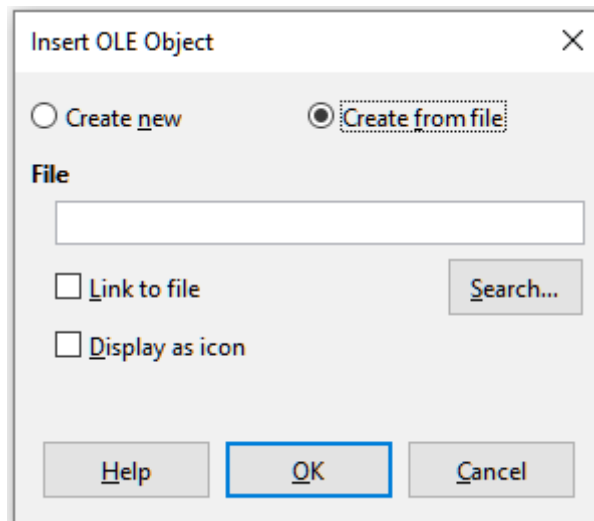 Insert OLE Object
Create new Create from file
File
Link to file Search...
Display as icon
Help OK Cancel